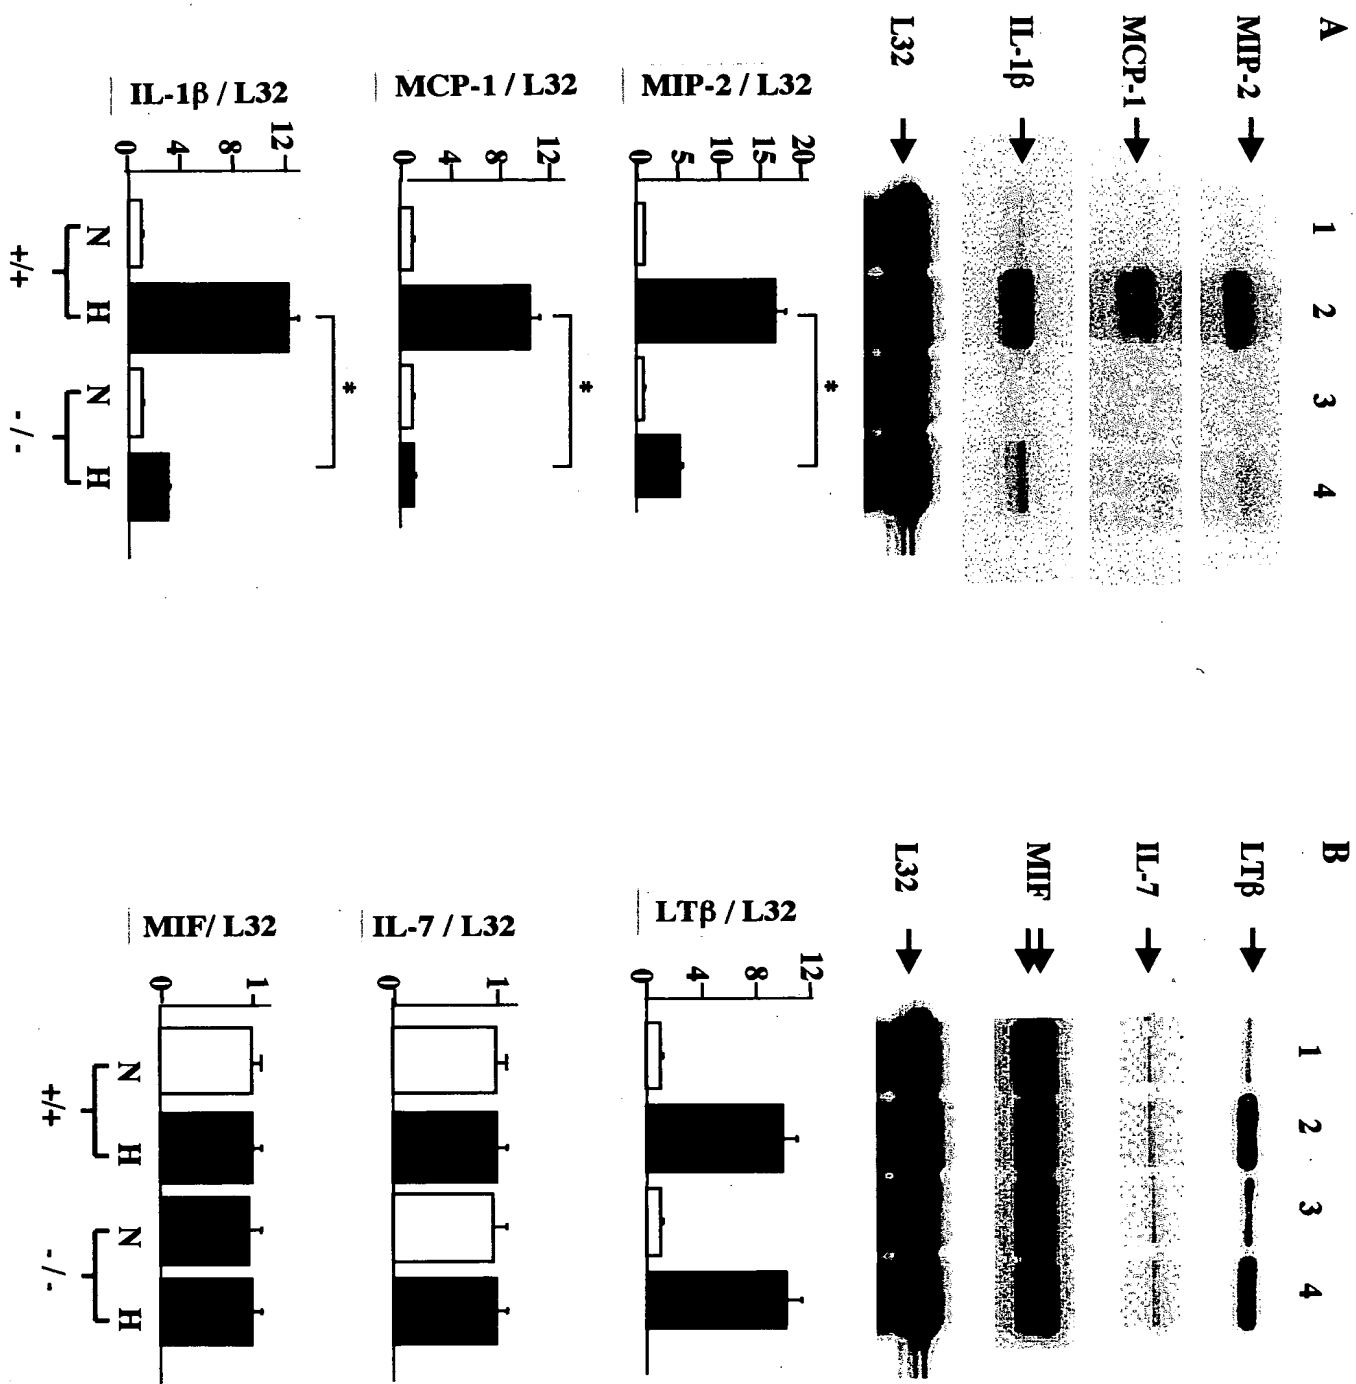 A
1 2 3 4
MIP-2
MCP-1
IL-1β
L32
MIP-2 / L32
20
15
10
5
0
*
MCP-1 / L32
12
8
4
0
*
IL-1β / L32
12
8
4
0
*
N H N H
+/+ -/-
B
1 2 3 4
LTβ
IL-7
MIF
L32
LTβ / L32
12
8
4
0
IL-7 / L32
1
0
MIF/ L32
1
0
N H N H
+/+ -/-